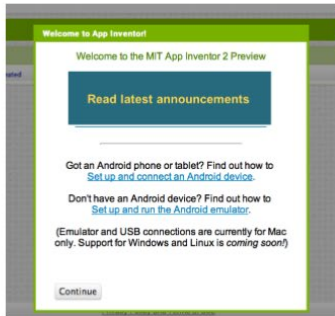 Welcome to App Inventor!
Welcome to the MIT App Inventor 2 Preview
Read latest announcements
Got an Android phone or tablet? Find out how to
Set up and connect an Android device.
Don't have an Android device? Find out how to
Set up and run the Android emulator.
(Emulator and USB connections are currently for Mac
only. Support for Windows and Linux is coming soon!)
Continue